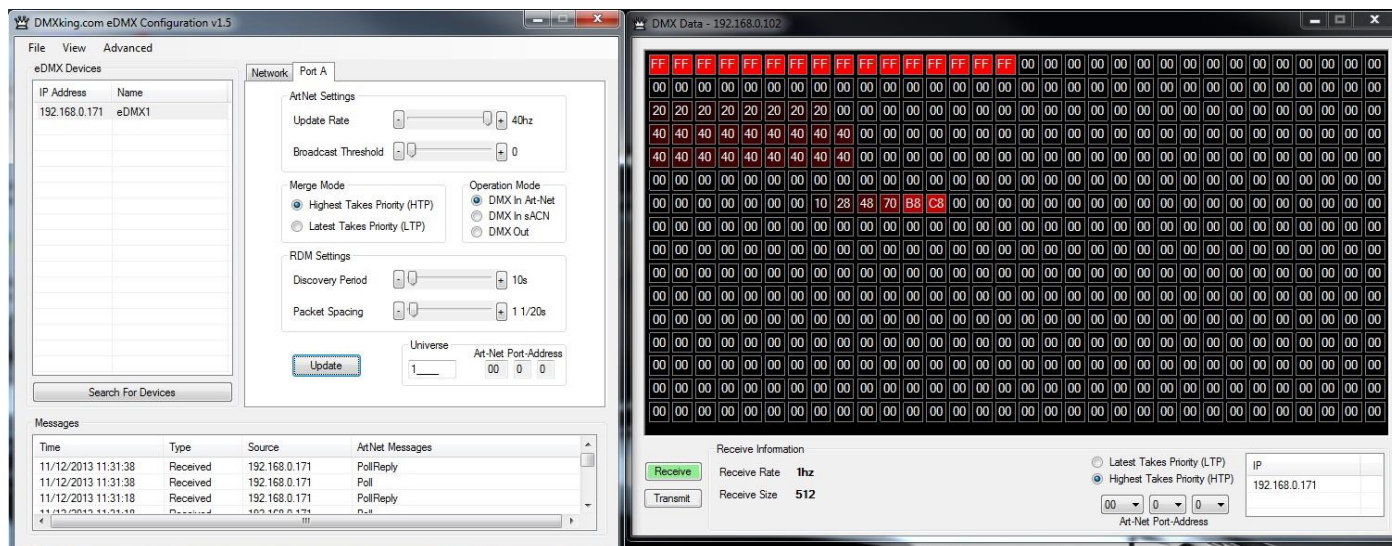 DMXking.com eDMX Configuration v1.5
File View Advanced
eDMX Devices
IP Address Name
192.168.0.171 eDMX1
Search For Devices
Network Port A
ArtNet Settings
Update Rate - + 40hz
Broadcast Threshold - + 0
Merge Mode
Highest Takes Priority (HTP)
Latest Takes Priority (LTP)
Operation Mode
DMX In Art-Net
DMX In sACN
DMX Out
RDM Settings
Discovery Period - + 10s
Packet Spacing - + 1 1/20s
Update
Universe
1____
Art-Net Port-Address
00 0 0
Messages
Time Type Source ArtNet Messages
11/12/2013 11:31:38 Received 192.168.0.171 PollReply
11/12/2013 11:31:38 Received 192.168.0.171 Poll
11/12/2013 11:31:18 Received 192.168.0.171 PollReply
11/12/2013 11:31:18 Received 192.168.0.171 Poll
DMX Data - 192.168.0.102
FF FF FF FF FF FF FF FF FF FF FF FF FF FF FF FF 00 00 00 00 00 00 00 00 00 00 00 00 00 00 00 00
00 00 00 00 00 00 00 00 00 00 00 00 00 00 00 00 00 00 00 00 00 00 00 00 00 00 00 00 00 00 00 00
20 20 20 20 20 20 20 20 00 00 00 00 00 00 00 00 00 00 00 00 00 00 00 00 00 00 00 00 00 00 00 00
40 40 40 40 40 40 40 40 40 00 00 00 00 00 00 00 00 00 00 00 00 00 00 00 00 00 00 00 00 00 00 00
40 40 40 40 40 40 40 40 40 00 00 00 00 00 00 00 00 00 00 00 00 00 00 00 00 00 00 00 00 00 00 00
00 00 00 00 00 00 00 00 00 00 00 00 00 00 00 00 00 00 00 00 00 00 00 00 00 00 00 00 00 00 00 00
00 00 00 00 00 00 00 10 28 48 70 B8 C8 00 00 00 00 00 00 00 00 00 00 00 00 00 00 00 00 00 00 00
00 00 00 00 00 00 00 00 00 00 00 00 00 00 00 00 00 00 00 00 00 00 00 00 00 00 00 00 00 00 00 00
00 00 00 00 00 00 00 00 00 00 00 00 00 00 00 00 00 00 00 00 00 00 00 00 00 00 00 00 00 00 00 00
00 00 00 00 00 00 00 00 00 00 00 00 00 00 00 00 00 00 00 00 00 00 00 00 00 00 00 00 00 00 00 00
00 00 00 00 00 00 00 00 00 00 00 00 00 00 00 00 00 00 00 00 00 00 00 00 00 00 00 00 00 00 00 00
00 00 00 00 00 00 00 00 00 00 00 00 00 00 00 00 00 00 00 00 00 00 00 00 00 00 00 00 00 00 00 00
00 00 00 00 00 00 00 00 00 00 00 00 00 00 00 00 00 00 00 00 00 00 00 00 00 00 00 00 00 00 00 00
00 00 00 00 00 00 00 00 00 00 00 00 00 00 00 00 00 00 00 00 00 00 00 00 00 00 00 00 00 00 00 00
00 00 00 00 00 00 00 00 00 00 00 00 00 00 00 00 00 00 00 00 00 00 00 00 00 00 00 00 00 00 00 00
00 00 00 00 00 00 00 00 00 00 00 00 00 00 00 00 00 00 00 00 00 00 00 00 00 00 00 00 00 00 00 00
Receive
Transmit
Receive Information
Receive Rate 1hz
Receive Size 512
Latest Takes Priority (LTP)
Highest Takes Priority (HTP)
00 0 0
Art-Net Port-Address
IP
192.168.0.171